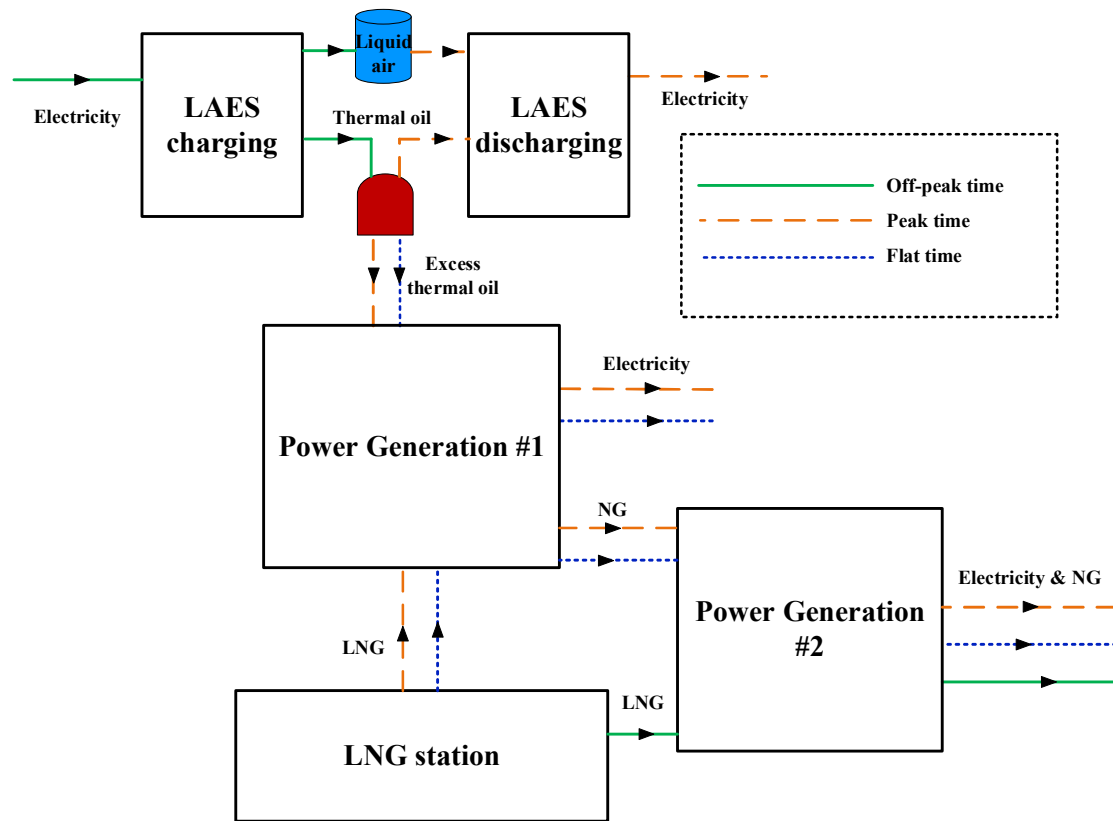 Liquid
air
LAES
charging
LAES
discharging
Electricity
Electricity
Thermal oil
Off-peak time
Peak time
Flat time
Excess
thermal oil
Electricity
Power Generation #1
NG
Electricity & NG
Power Generation
#2
LNG
LNG
LNG station